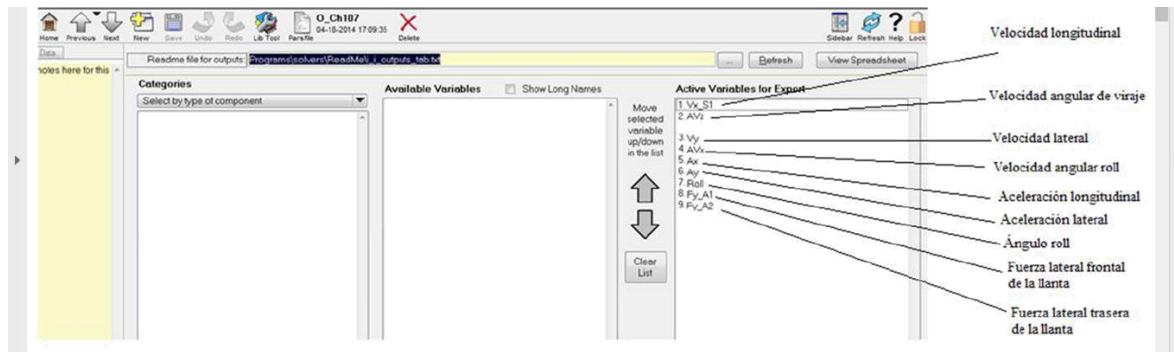 O_Ch107
04-18-2014 17:09:35
Home Previous Next New Save Undo Redo Lib Tool Parsfile Delete Sidebar Refresh Help Lock
Data
notes here for this
Readme file for outputs: Programs\solvers\ReadMe\i_i_outputs_tab.txt ... Refresh View Spreadsheet
Categories
Select by type of component
Available Variables Show Long Names
Move
selected
variable
up/down
in the list
Clear
List
Active Variables for Export
1. Vx_S1
2. AVz
3. Vy
4. AVx
5. Ax
6. Ay
7. Roll
8. Fy_A1
9. Fy_A2
Velocidad longitudinal
Velocidad angular de viraje
Velocidad lateral
Velocidad angular roll
Aceleración longitudinal
Aceleración lateral
Ángulo roll
Fuerza lateral frontal
de la llanta
Fuerza lateral trasera
de la llanta